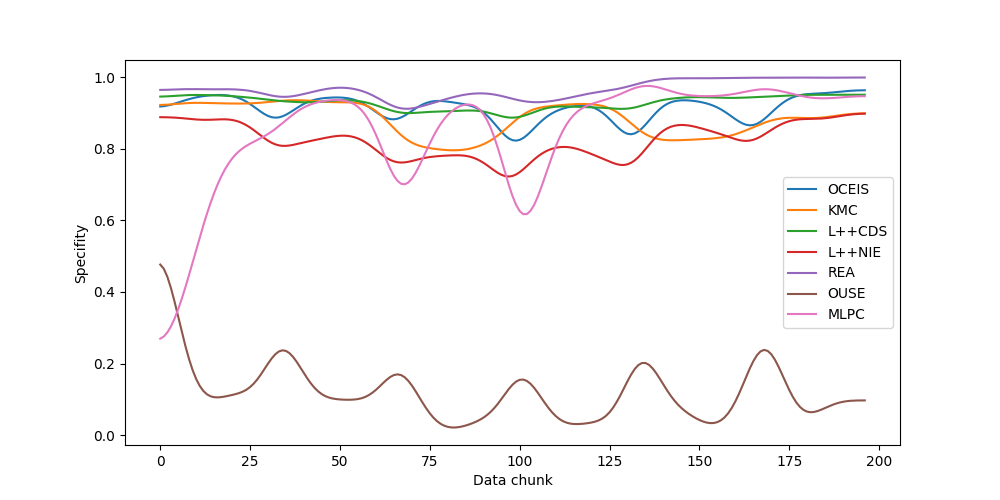 1.0
0.8
0.6
0.4
0.2
0.0
Specifity
0
25
50
75
100
125
150
175
200
Data chunk
OCEIS
KMC
L++CDS
L++NIE
REA
OUSE
MLPC